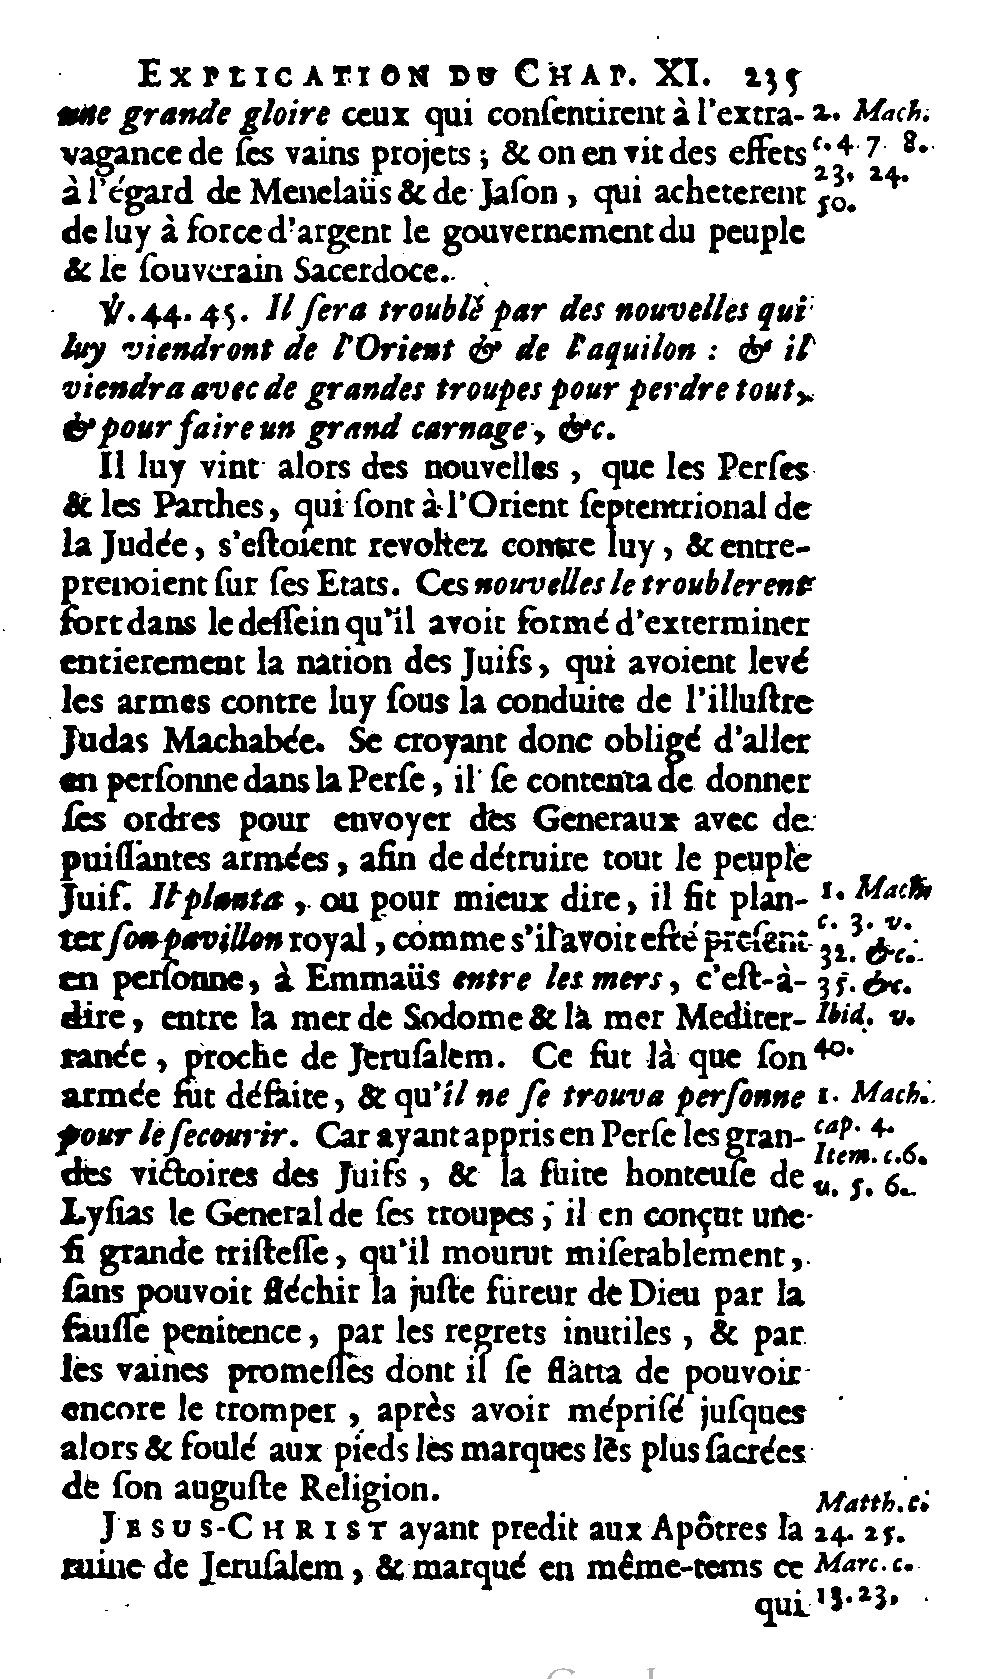 EXPLICATION DU CHAP. XI. 235
une grande gloire ceux qui conſentirent à l'extra- 2. Mach.
vagance de ſes vains projets ; & on en vit des effets c. 4. 7. 8.
à l'égard de Menelaüs & de Jaſon, qui acheterent 23. 24.
de luy à force d'argent le gouvernement du peuple 50.
& le ſouverain Sacerdoce.
℣. 44. 45. Il ſera troublé par des nouvelles qui
luy viendront de l'Orient & de l'aquilon : & il
viendra avec de grandes troupes pour perdre tout,
& pour faire un grand carnage, &c.
Il luy vint alors des nouvelles, que les Perſes
& les Parthes, qui ſont à l'Orient ſeptentrional de
la Judée, s'eſtoient revoltez contre luy, & entre-
prenoient ſur ſes Etats. Ces nouvelles le troublerent
fort dans le deſſein qu'il avoit formé d'exterminer
entierement la nation des Juifs, qui avoient levé
les armes contre luy ſous la conduite de l'illuſtre
Judas Machabée. Se croyant donc obligé d'aller
en perſonne dans la Perſe, il ſe contenta de donner
ſes ordres pour envoyer des Generaux avec de
puiſſantes armées, afin de détruire tout le peuple
Juif. Il planta, ou pour mieux dire, il fit plan- 1. Mach.
ter ſon pavillon royal, comme s'il avoit eſté preſent c. 3. v.
en perſonne, à Emmaüs entre les mers, c'eſt-à- 32. &c.
dire, entre la mer de Sodome & la mer Mediter- 35. &c.
ranée, proche de Jeruſalem. Ce fut là que ſon Ibid. v.
40.
armée fut défaite, & qu'il ne ſe trouva perſonne 1. Mach.
pour le ſecourir. Car ayant appris en Perſe les gran- cap. 4.
des victoires des Juifs, & la fuite honteuſe de Item. c. 6.
Lyſias le General de ſes troupes, il en conçut une u. 5. 6.
ſi grande triſteſſe, qu'il mourut miſerablement,
ſans pouvoit fléchir la juſte fureur de Dieu par la
fauſſe penitence, par les regrets inutiles, & par
les vaines promeſſes dont il ſe flatta de pouvoir
encore le tromper, après avoir mépriſé juſques
alors & foulé aux pieds les marques les plus ſacrées
de ſon auguſte Religion.
JESUS-CHRIST ayant predit aux Apôtres la Matth. c.
24. 25.
ruine de Jeruſalem, & marqué en même-tems ce Marc. c.
qui 13. 23.